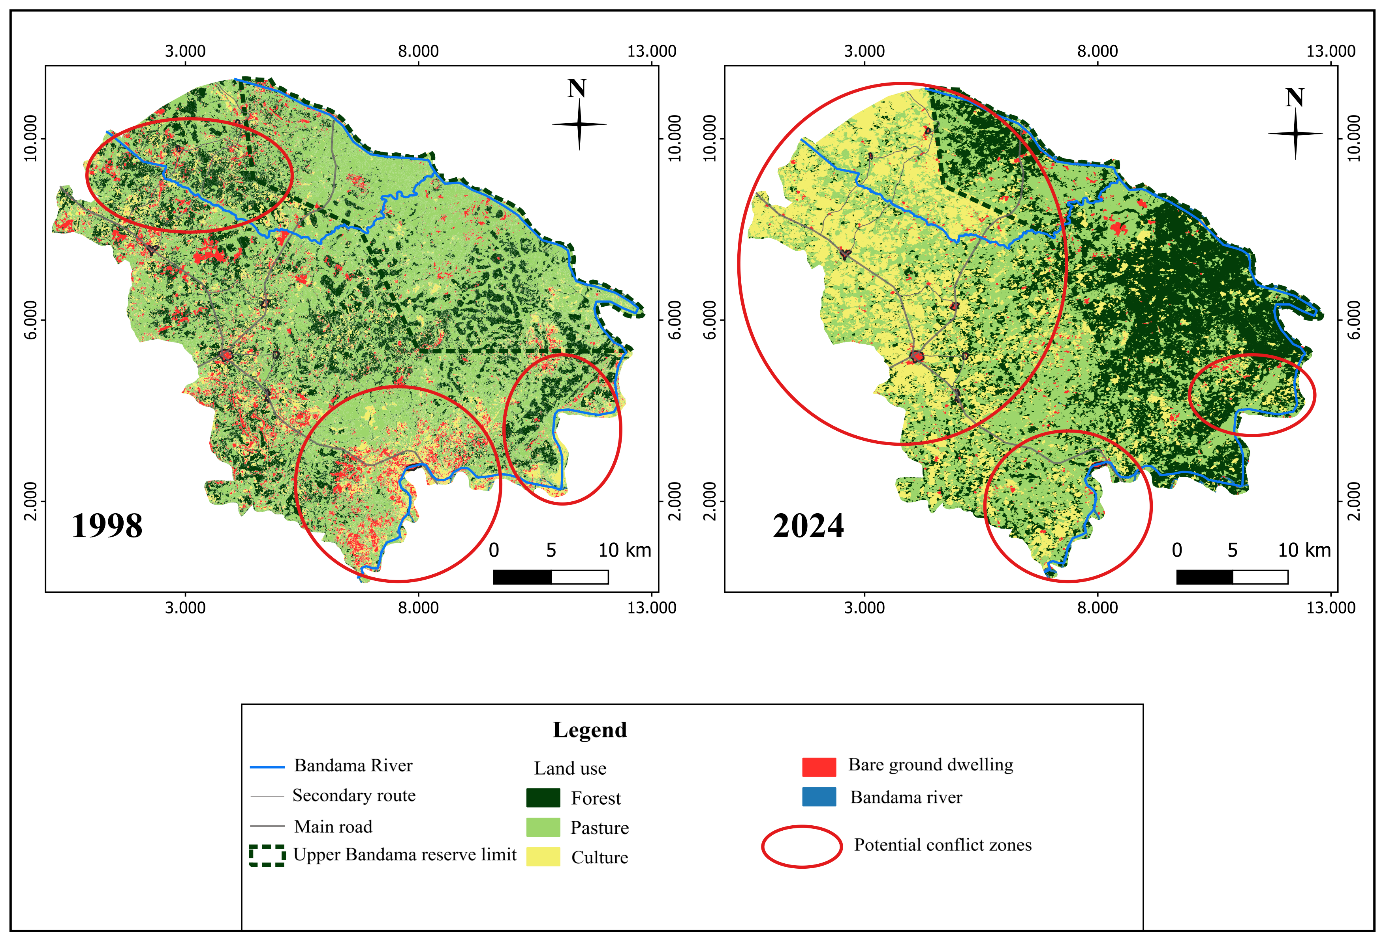 3.000 8.000 13.000
3.000 8.000 13.000
N
N
10.000
10.000
10.000
10.000
6.000
6.000
6.000
6.000
2.000
2.000
2.000
2.000
1998
2024
0 5 10 km
0 5 10 km
3.000 8.000 13.000
3.000 8.000 13.000
Legend
Bandama River
Secondary route
Main road
Upper Bandama reserve limit
Land use
Forest
Pasture
Culture
Bare ground dwelling
Bandama river
Potential conflict zones